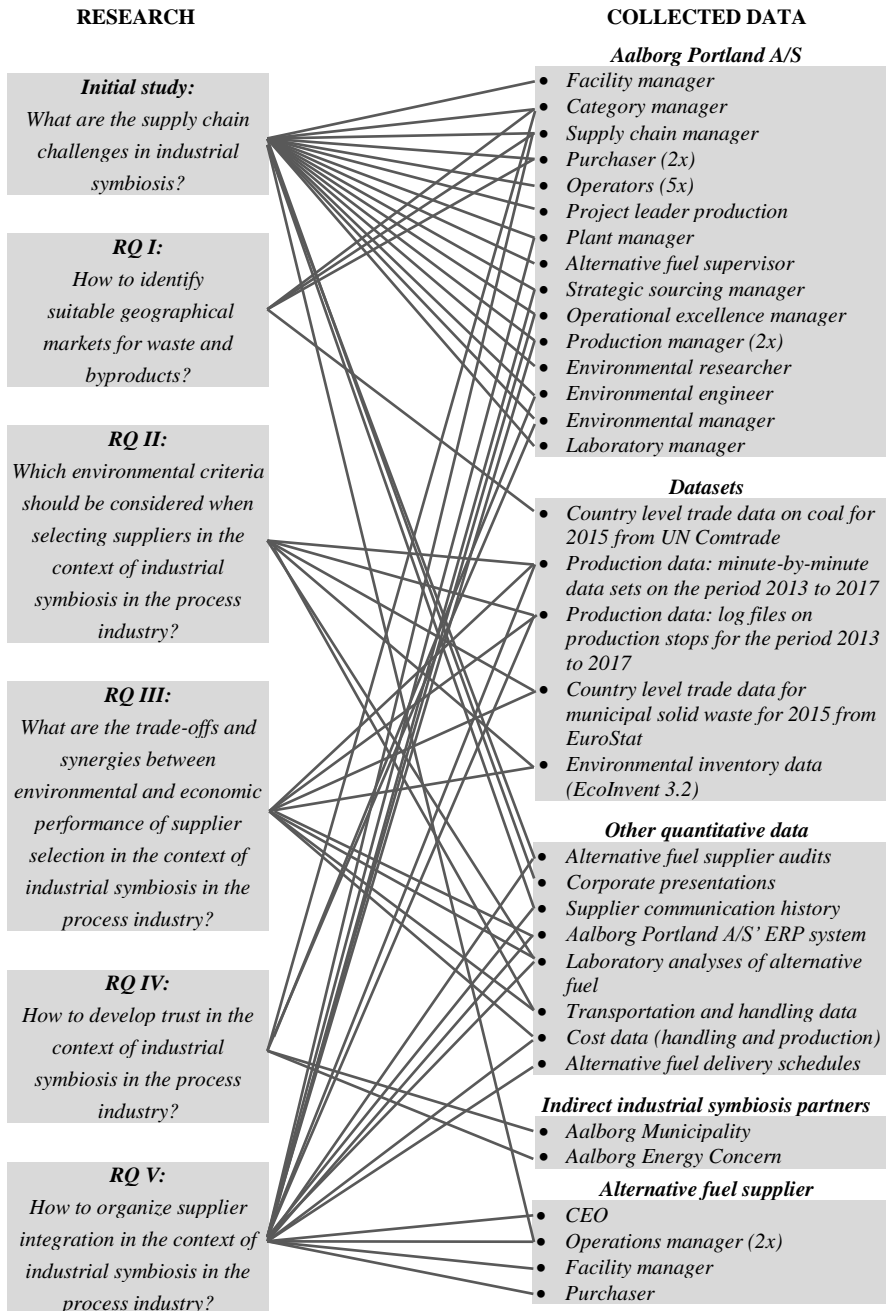 RESEARCH
Initial study:
What are the supply chain
challenges in industrial
symbiosis?
RQ I:
How to identify
suitable geographical
markets for waste and
byproducts?
RQ II:
Which environmental criteria
should be considered when
selecting suppliers in the
context of industrial
symbiosis in the process
industry?
RQ III:
What are the trade-offs and
synergies between
environmental and economic
performance of supplier
selection in the context of
industrial symbiosis in the
process industry?
RQ IV:
How to develop trust in the
context of industrial
symbiosis in the process
industry?
RQ V:
How to organize supplier
integration in the context of
industrial symbiosis in the
process industry?
COLLECTED DATA
Aalborg Portland A/S
• Facility manager
• Category manager
• Supply chain manager
• Purchaser (2x)
• Operators (5x)
• Project leader production
• Plant manager
• Alternative fuel supervisor
• Strategic sourcing manager
• Operational excellence manager
• Production manager (2x)
• Environmental researcher
• Environmental engineer
• Environmental manager
• Laboratory manager
Datasets
• Country level trade data on coal for
2015 from UN Comtrade
• Production data: minute-by-minute
data sets on the period 2013 to 2017
• Production data: log files on
production stops for the period 2013
to 2017
• Country level trade data for
municipal solid waste for 2015 from
EuroStat
• Environmental inventory data
(EcoInvent 3.2)
Other quantitative data
• Alternative fuel supplier audits
• Corporate presentations
• Supplier communication history
• Aalborg Portland A/S’ ERP system
• Laboratory analyses of alternative
fuel
• Transportation and handling data
• Cost data (handling and production)
• Alternative fuel delivery schedules
Indirect industrial symbiosis partners
• Aalborg Municipality
• Aalborg Energy Concern
Alternative fuel supplier
• CEO
• Operations manager (2x)
• Facility manager
• Purchaser